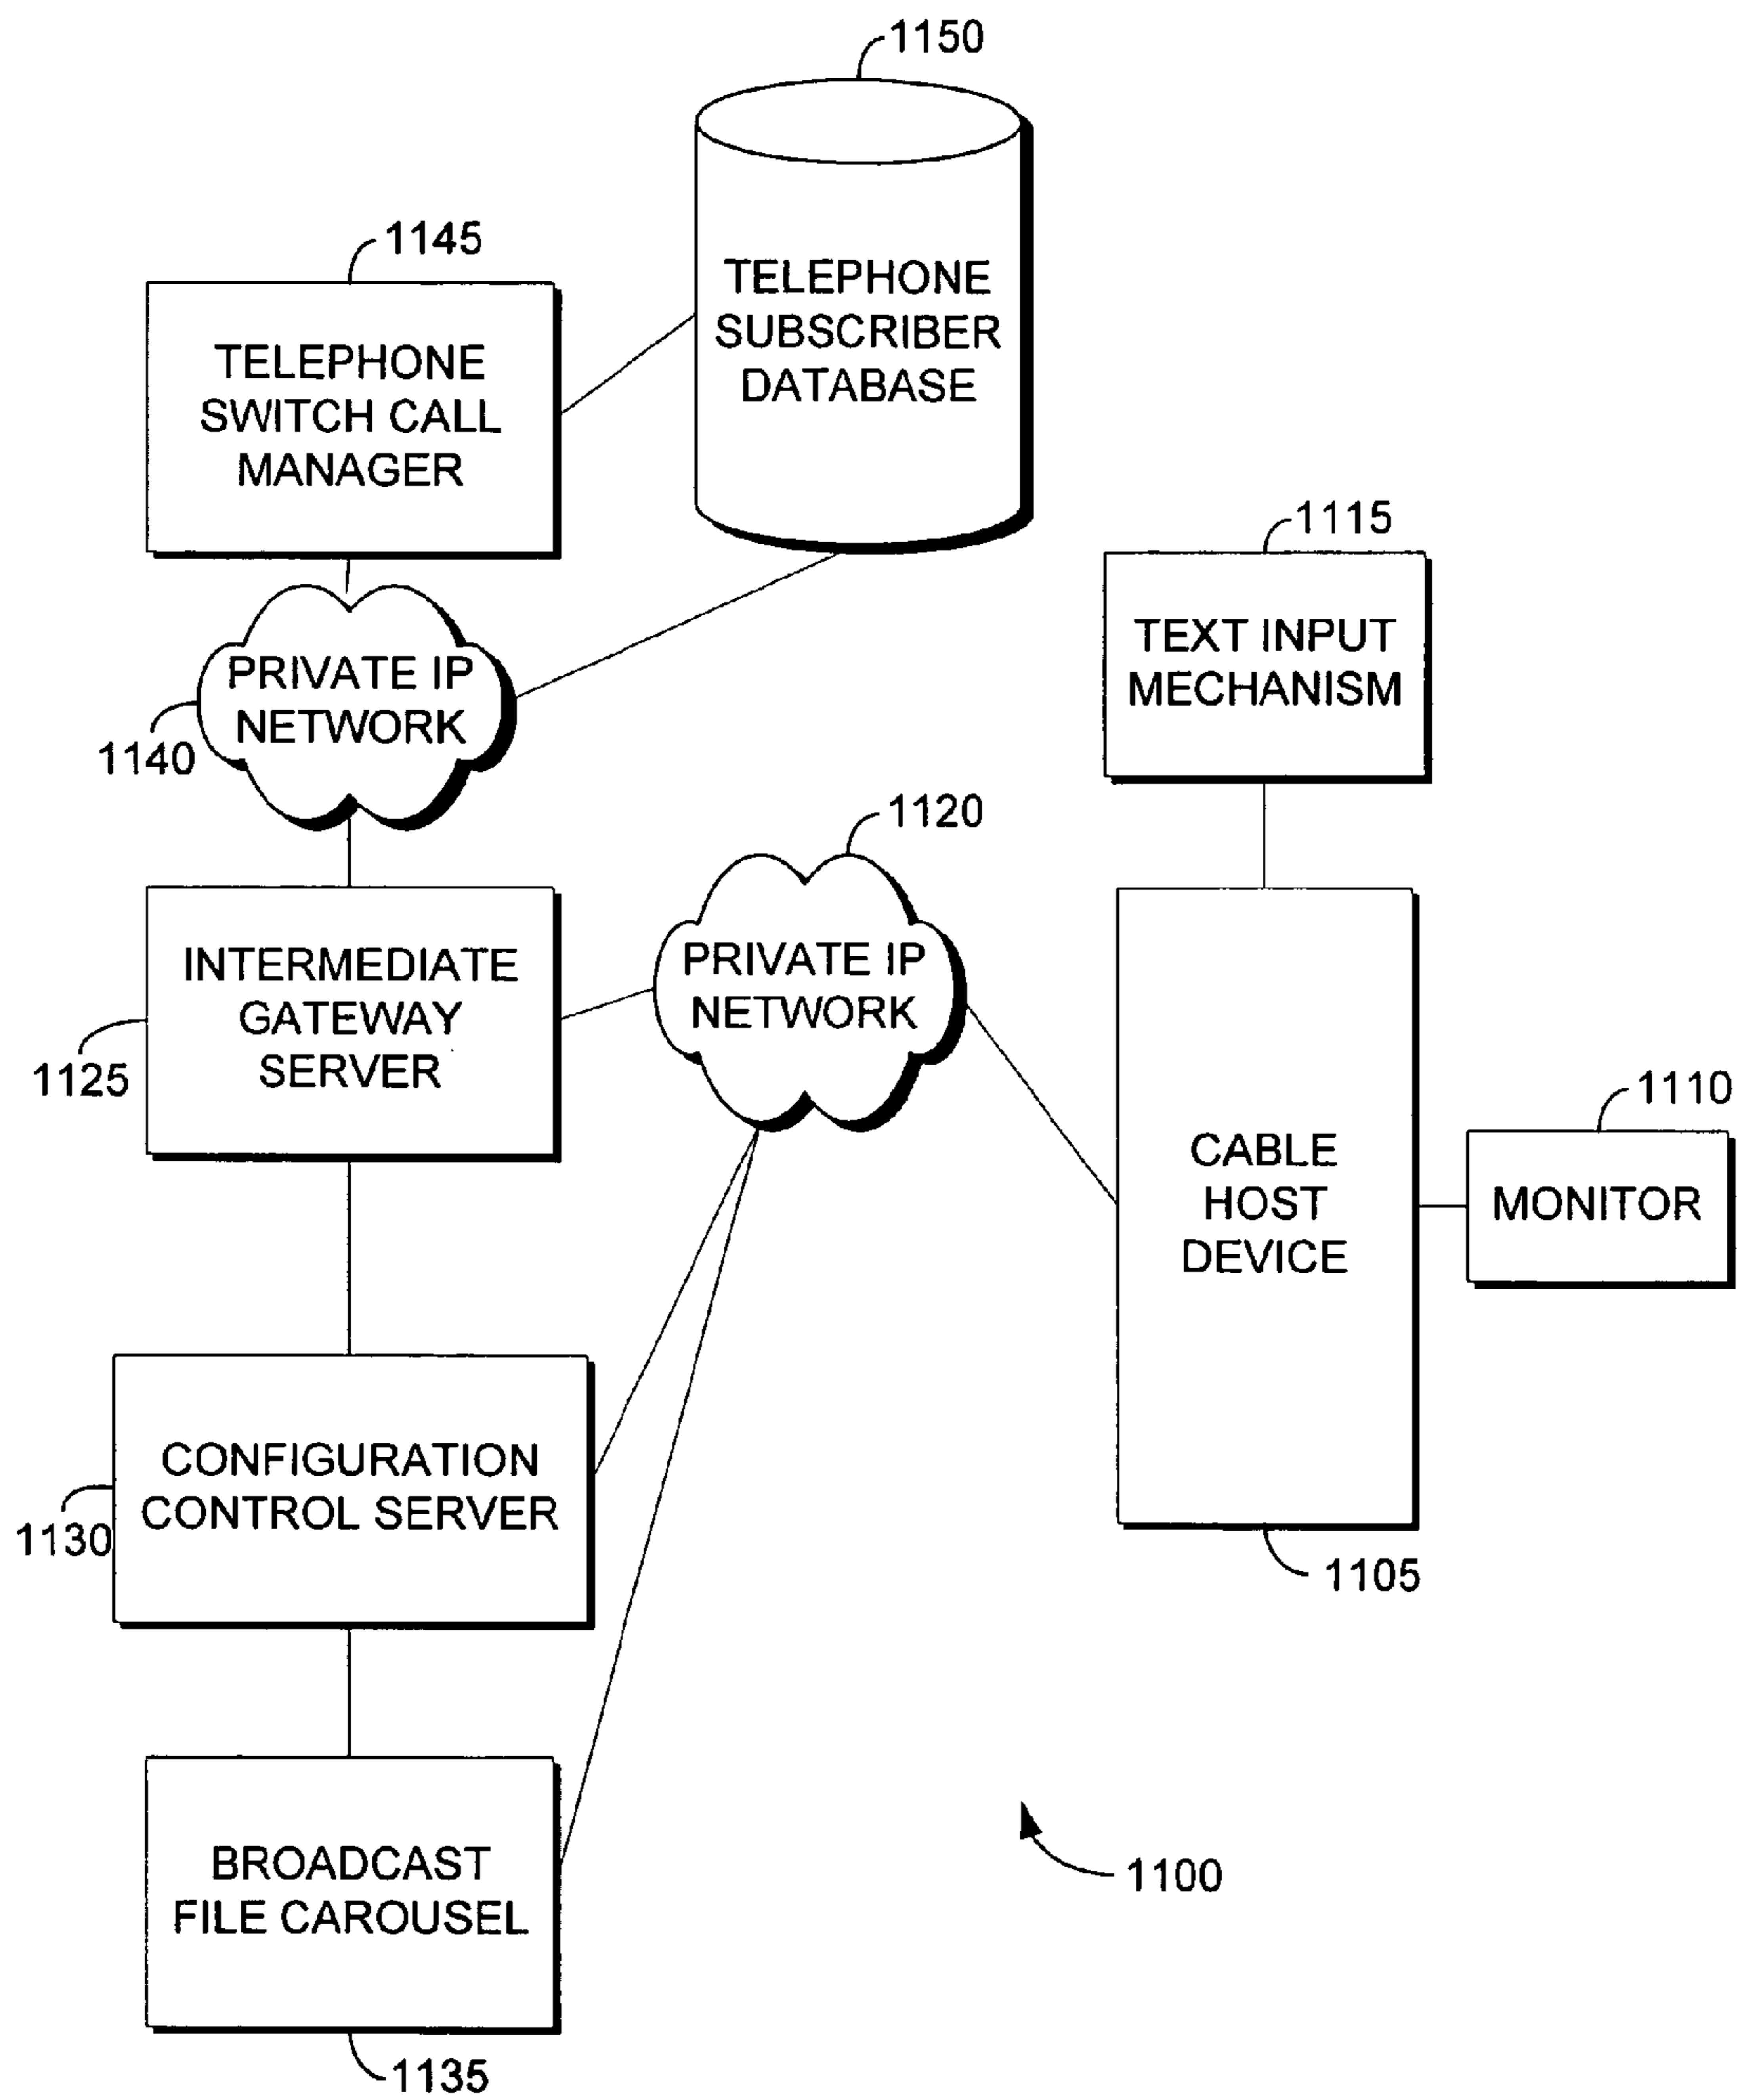 1150
1145
TELEPHONE
SUBSCRIBER
DATABASE
TELEPHONE
SWITCH CALL
MANAGER
1115
TEXT INPUT
MECHANISM
PRIVATE IP
NETWORK
1140
1120
INTERMEDIATE
GATEWAY
SERVER
PRIVATE IP
NETWORK
1125
1110
CABLE
HOST
DEVICE
MONITOR
CONFIGURATION
CONTROL SERVER
1130
1105
BROADCAST
FILE CAROUSEL
1100
1135